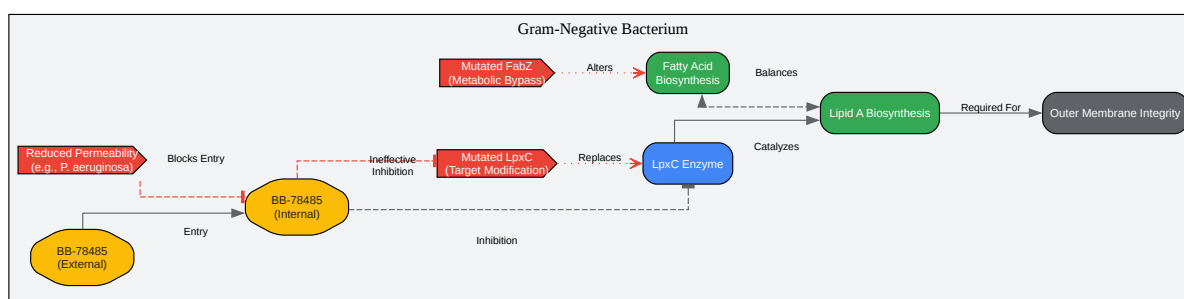 Gram-Negative Bacterium
Mutated FabZ
(Metabolic Bypass)
Alters
Fatty Acid
Biosynthesis
Balances
Lipid A Biosynthesis
Required For
Outer Membrane Integrity
Reduced Permeability
(e.g., P. aeruginosa)
Blocks Entry
Ineffective
Inhibition
Mutated LpxC
(Target Modification)
Replaces
LpxC Enzyme
Catalyzes
BB-78485
(Internal)
Entry
Inhibition
BB-78485
(External)